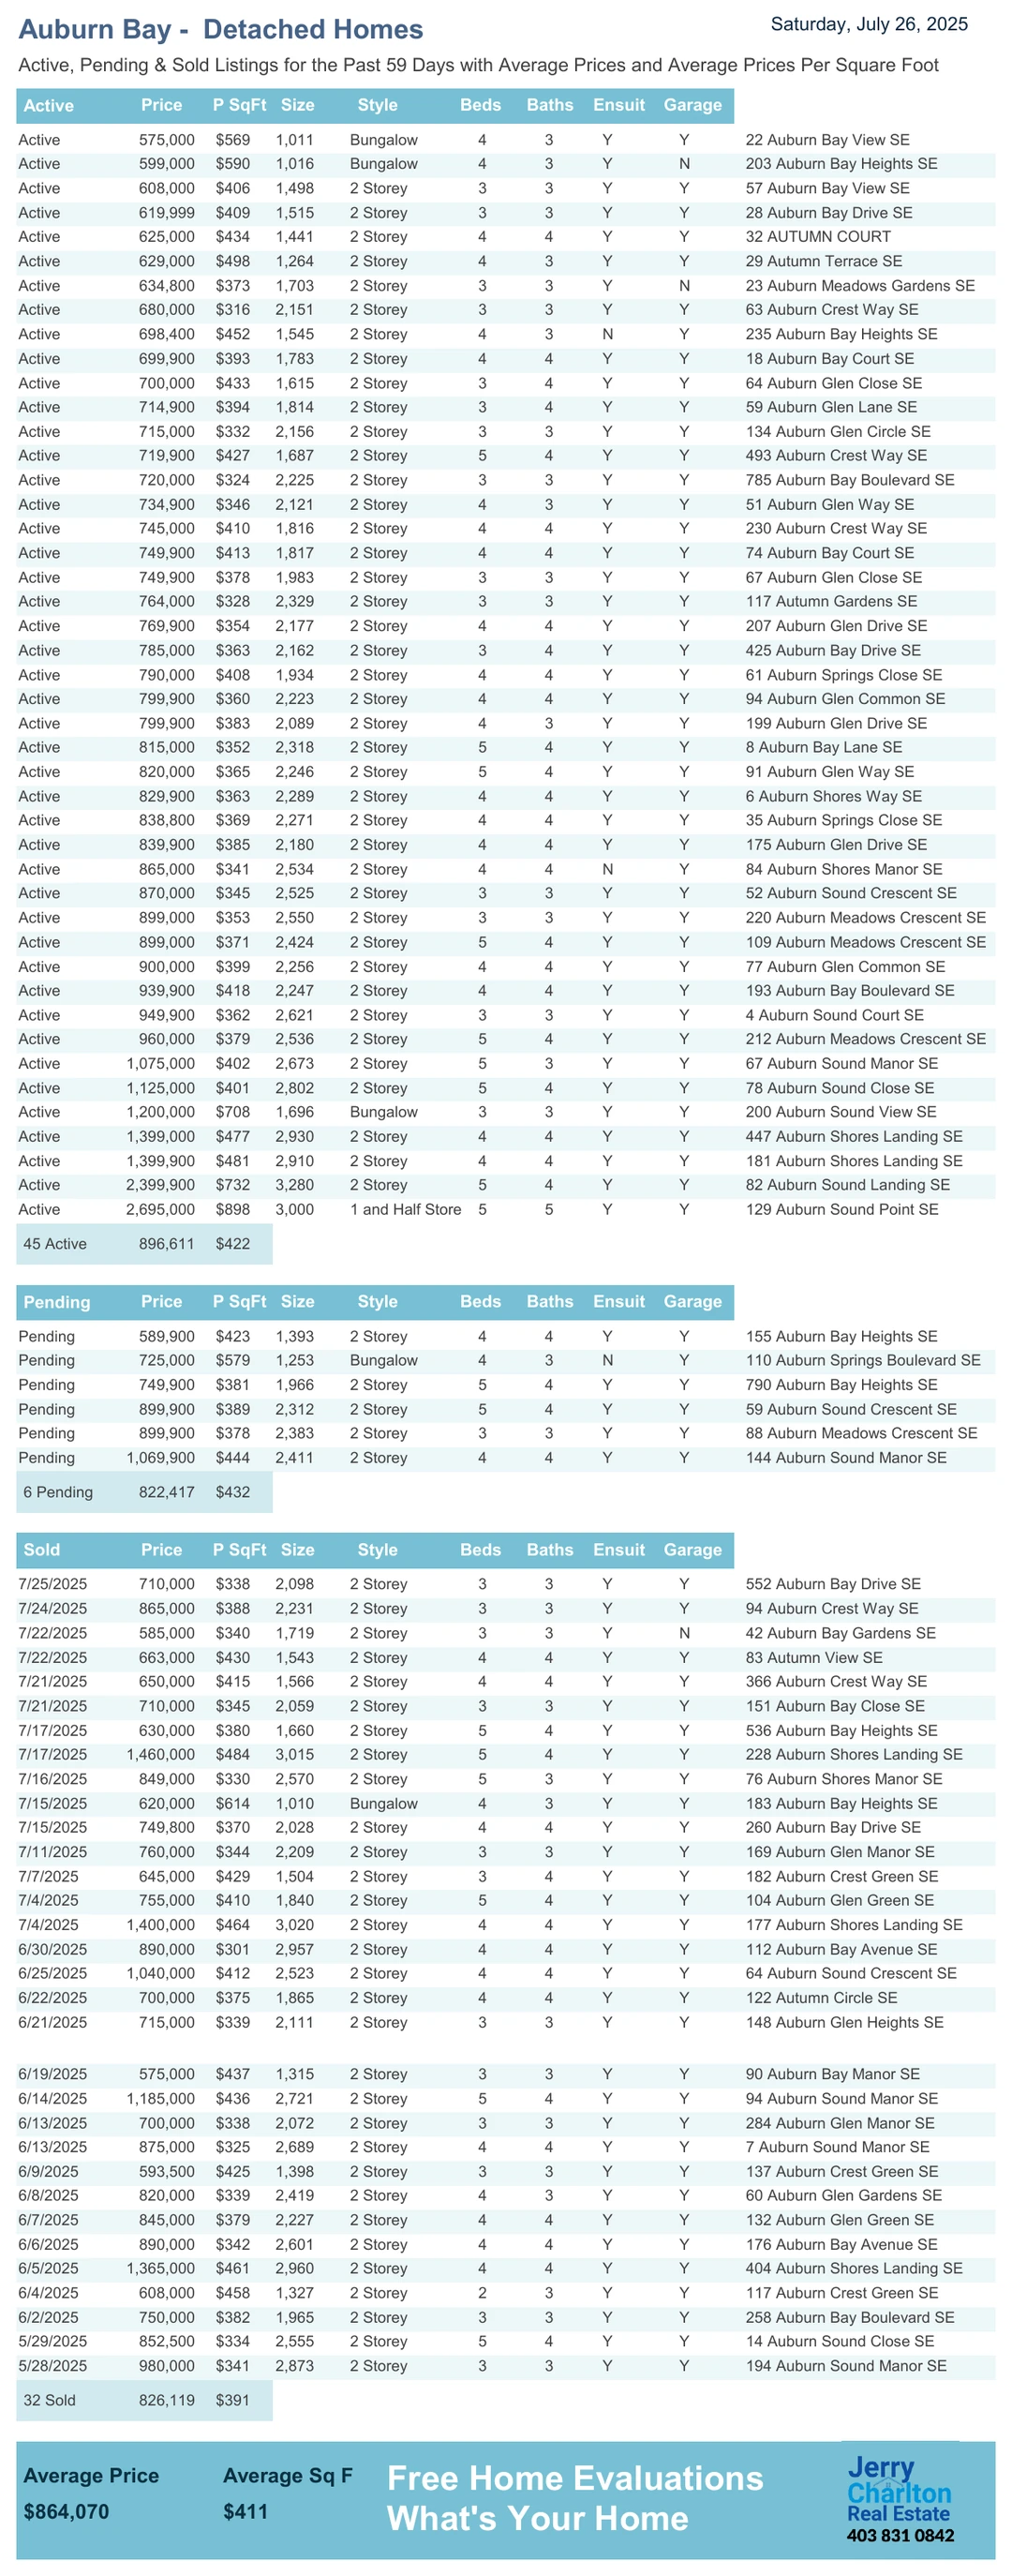 Auburn Bay - Detached Homes Saturday, July 26, 2025
Active, Pending & Sold Listings for the Past 59 Days with Average Prices and Average Prices Per Square Foot
Active Price P SqFt Size Style Beds Baths Ensuit Garage
Active 575,000 $569 1,011 Bungalow 4 3 Y Y 22 Auburn Bay View SE
Active 599,000 $590 1,016 Bungalow 4 3 Y N 203 Auburn Bay Heights SE
Active 608,000 $406 1,498 2 Storey 3 3 Y Y 57 Auburn Bay View SE
Active 619,999 $409 1,515 2 Storey 3 3 Y Y 28 Auburn Bay Drive SE
Active 625,000 $434 1,441 2 Storey 4 4 Y Y 32 AUTUMN COURT
Active 629,000 $498 1,264 2 Storey 4 3 Y Y 29 Autumn Terrace SE
Active 634,800 $373 1,703 2 Storey 3 3 Y N 23 Auburn Meadows Gardens SE
Active 680,000 $316 2,151 2 Storey 3 3 Y Y 63 Auburn Crest Way SE
Active 698,400 $452 1,545 2 Storey 4 3 N Y 235 Auburn Bay Heights SE
Active 699,900 $393 1,783 2 Storey 4 4 Y Y 18 Auburn Bay Court SE
Active 700,000 $433 1,615 2 Storey 3 4 Y Y 64 Auburn Glen Close SE
Active 714,900 $394 1,814 2 Storey 3 4 Y Y 59 Auburn Glen Lane SE
Active 715,000 $332 2,156 2 Storey 3 3 Y Y 134 Auburn Glen Circle SE
Active 719,900 $427 1,687 2 Storey 5 4 Y Y 493 Auburn Crest Way SE
Active 720,000 $324 2,225 2 Storey 3 3 Y Y 785 Auburn Bay Boulevard SE
Active 734,900 $346 2,121 2 Storey 4 3 Y Y 51 Auburn Glen Way SE
Active 745,000 $410 1,816 2 Storey 4 4 Y Y 230 Auburn Crest Way SE
Active 749,900 $413 1,817 2 Storey 4 4 Y Y 74 Auburn Bay Court SE
Active 749,900 $378 1,983 2 Storey 3 3 Y Y 67 Auburn Glen Close SE
Active 764,000 $328 2,329 2 Storey 3 3 Y Y 117 Autumn Gardens SE
Active 769,900 $354 2,177 2 Storey 4 4 Y Y 207 Auburn Glen Drive SE
Active 785,000 $363 2,162 2 Storey 3 4 Y Y 425 Auburn Bay Drive SE
Active 790,000 $408 1,934 2 Storey 4 4 Y Y 61 Auburn Springs Close SE
Active 799,900 $360 2,223 2 Storey 4 4 Y Y 94 Auburn Glen Common SE
Active 799,900 $383 2,089 2 Storey 4 3 Y Y 199 Auburn Glen Drive SE
Active 815,000 $352 2,318 2 Storey 5 4 Y Y 8 Auburn Bay Lane SE
Active 820,000 $365 2,246 2 Storey 5 4 Y Y 91 Auburn Glen Way SE
Active 829,900 $363 2,289 2 Storey 4 4 Y Y 6 Auburn Shores Way SE
Active 838,800 $369 2,271 2 Storey 4 4 Y Y 35 Auburn Springs Close SE
Active 839,900 $385 2,180 2 Storey 4 4 Y Y 175 Auburn Glen Drive SE
Active 865,000 $341 2,534 2 Storey 4 4 N Y 84 Auburn Shores Manor SE
Active 870,000 $345 2,525 2 Storey 3 3 Y Y 52 Auburn Sound Crescent SE
Active 899,000 $353 2,550 2 Storey 3 3 Y Y 220 Auburn Meadows Crescent SE
Active 899,000 $371 2,424 2 Storey 5 4 Y Y 109 Auburn Meadows Crescent SE
Active 900,000 $399 2,256 2 Storey 4 4 Y Y 77 Auburn Glen Common SE
Active 939,900 $418 2,247 2 Storey 4 4 Y Y 193 Auburn Bay Boulevard SE
Active 949,900 $362 2,621 2 Storey 3 3 Y Y 4 Auburn Sound Court SE
Active 960,000 $379 2,536 2 Storey 5 4 Y Y 212 Auburn Meadows Crescent SE
Active 1,075,000 $402 2,673 2 Storey 5 3 Y Y 67 Auburn Sound Manor SE
Active 1,125,000 $401 2,802 2 Storey 5 4 Y Y 78 Auburn Sound Close SE
Active 1,200,000 $708 1,696 Bungalow 3 3 Y Y 200 Auburn Sound View SE
Active 1,399,000 $477 2,930 2 Storey 4 4 Y Y 447 Auburn Shores Landing SE
Active 1,399,900 $481 2,910 2 Storey 4 4 Y Y 181 Auburn Shores Landing SE
Active 2,399,900 $732 3,280 2 Storey 5 4 Y Y 82 Auburn Sound Landing SE
Active 2,695,000 $898 3,000 1 and Half Store 5 5 Y Y 129 Auburn Sound Point SE
45 Active 896,611 $422
Pending Price P SqFt Size Style Beds Baths Ensuit Garage
Pending 589,900 $423 1,393 2 Storey 4 4 Y Y 155 Auburn Bay Heights SE
Pending 725,000 $579 1,253 Bungalow 4 3 N Y 110 Auburn Springs Boulevard SE
Pending 749,900 $381 1,966 2 Storey 5 4 Y Y 790 Auburn Bay Heights SE
Pending 899,900 $389 2,312 2 Storey 5 4 Y Y 59 Auburn Sound Crescent SE
Pending 899,900 $378 2,383 2 Storey 3 3 Y Y 88 Auburn Meadows Crescent SE
Pending 1,069,900 $444 2,411 2 Storey 4 4 Y Y 144 Auburn Sound Manor SE
6 Pending 822,417 $432
Sold Price P SqFt Size Style Beds Baths Ensuit Garage
7/25/2025 710,000 $338 2,098 2 Storey 3 3 Y Y 552 Auburn Bay Drive SE
7/24/2025 865,000 $388 2,231 2 Storey 3 3 Y Y 94 Auburn Crest Way SE
7/22/2025 585,000 $340 1,719 2 Storey 3 3 Y N 42 Auburn Bay Gardens SE
7/22/2025 663,000 $430 1,543 2 Storey 4 4 Y Y 83 Autumn View SE
7/21/2025 650,000 $415 1,566 2 Storey 4 4 Y Y 366 Auburn Crest Way SE
7/21/2025 710,000 $345 2,059 2 Storey 3 3 Y Y 151 Auburn Bay Close SE
7/17/2025 630,000 $380 1,660 2 Storey 5 4 Y Y 536 Auburn Bay Heights SE
7/17/2025 1,460,000 $484 3,015 2 Storey 5 4 Y Y 228 Auburn Shores Landing SE
7/16/2025 849,000 $330 2,570 2 Storey 5 3 Y Y 76 Auburn Shores Manor SE
7/15/2025 620,000 $614 1,010 Bungalow 4 3 Y Y 183 Auburn Bay Heights SE
7/15/2025 749,800 $370 2,028 2 Storey 4 4 Y Y 260 Auburn Bay Drive SE
7/11/2025 760,000 $344 2,209 2 Storey 3 3 Y Y 169 Auburn Glen Manor SE
7/7/2025 645,000 $429 1,504 2 Storey 3 4 Y Y 182 Auburn Crest Green SE
7/4/2025 755,000 $410 1,840 2 Storey 5 4 Y Y 104 Auburn Glen Green SE
7/4/2025 1,400,000 $464 3,020 2 Storey 4 4 Y Y 177 Auburn Shores Landing SE
6/30/2025 890,000 $301 2,957 2 Storey 4 4 Y Y 112 Auburn Bay Avenue SE
6/25/2025 1,040,000 $412 2,523 2 Storey 4 4 Y Y 64 Auburn Sound Crescent SE
6/22/2025 700,000 $375 1,865 2 Storey 4 4 Y Y 122 Autumn Circle SE
6/21/2025 715,000 $339 2,111 2 Storey 3 3 Y Y 148 Auburn Glen Heights SE
6/19/2025 575,000 $437 1,315 2 Storey 3 3 Y Y 90 Auburn Bay Manor SE
6/14/2025 1,185,000 $436 2,721 2 Storey 5 4 Y Y 94 Auburn Sound Manor SE
6/13/2025 700,000 $338 2,072 2 Storey 3 3 Y Y 284 Auburn Glen Manor SE
6/13/2025 875,000 $325 2,689 2 Storey 4 4 Y Y 7 Auburn Sound Manor SE
6/9/2025 593,500 $425 1,398 2 Storey 3 3 Y Y 137 Auburn Crest Green SE
6/8/2025 820,000 $339 2,419 2 Storey 4 3 Y Y 60 Auburn Glen Gardens SE
6/7/2025 845,000 $379 2,227 2 Storey 4 4 Y Y 132 Auburn Glen Green SE
6/6/2025 890,000 $342 2,601 2 Storey 4 4 Y Y 176 Auburn Bay Avenue SE
6/5/2025 1,365,000 $461 2,960 2 Storey 4 4 Y Y 404 Auburn Shores Landing SE
6/4/2025 608,000 $458 1,327 2 Storey 2 3 Y Y 117 Auburn Crest Green SE
6/2/2025 750,000 $382 1,965 2 Storey 3 3 Y Y 258 Auburn Bay Boulevard SE
5/29/2025 852,500 $334 2,555 2 Storey 5 4 Y Y 14 Auburn Sound Close SE
5/28/2025 980,000 $341 2,873 2 Storey 3 3 Y Y 194 Auburn Sound Manor SE
32 Sold 826,119 $391
Average Price Average Sq F
$864,070 $411
Free Home Evaluations
What's Your Home
Jerry
Charlton
Real Estate
403 831 0842